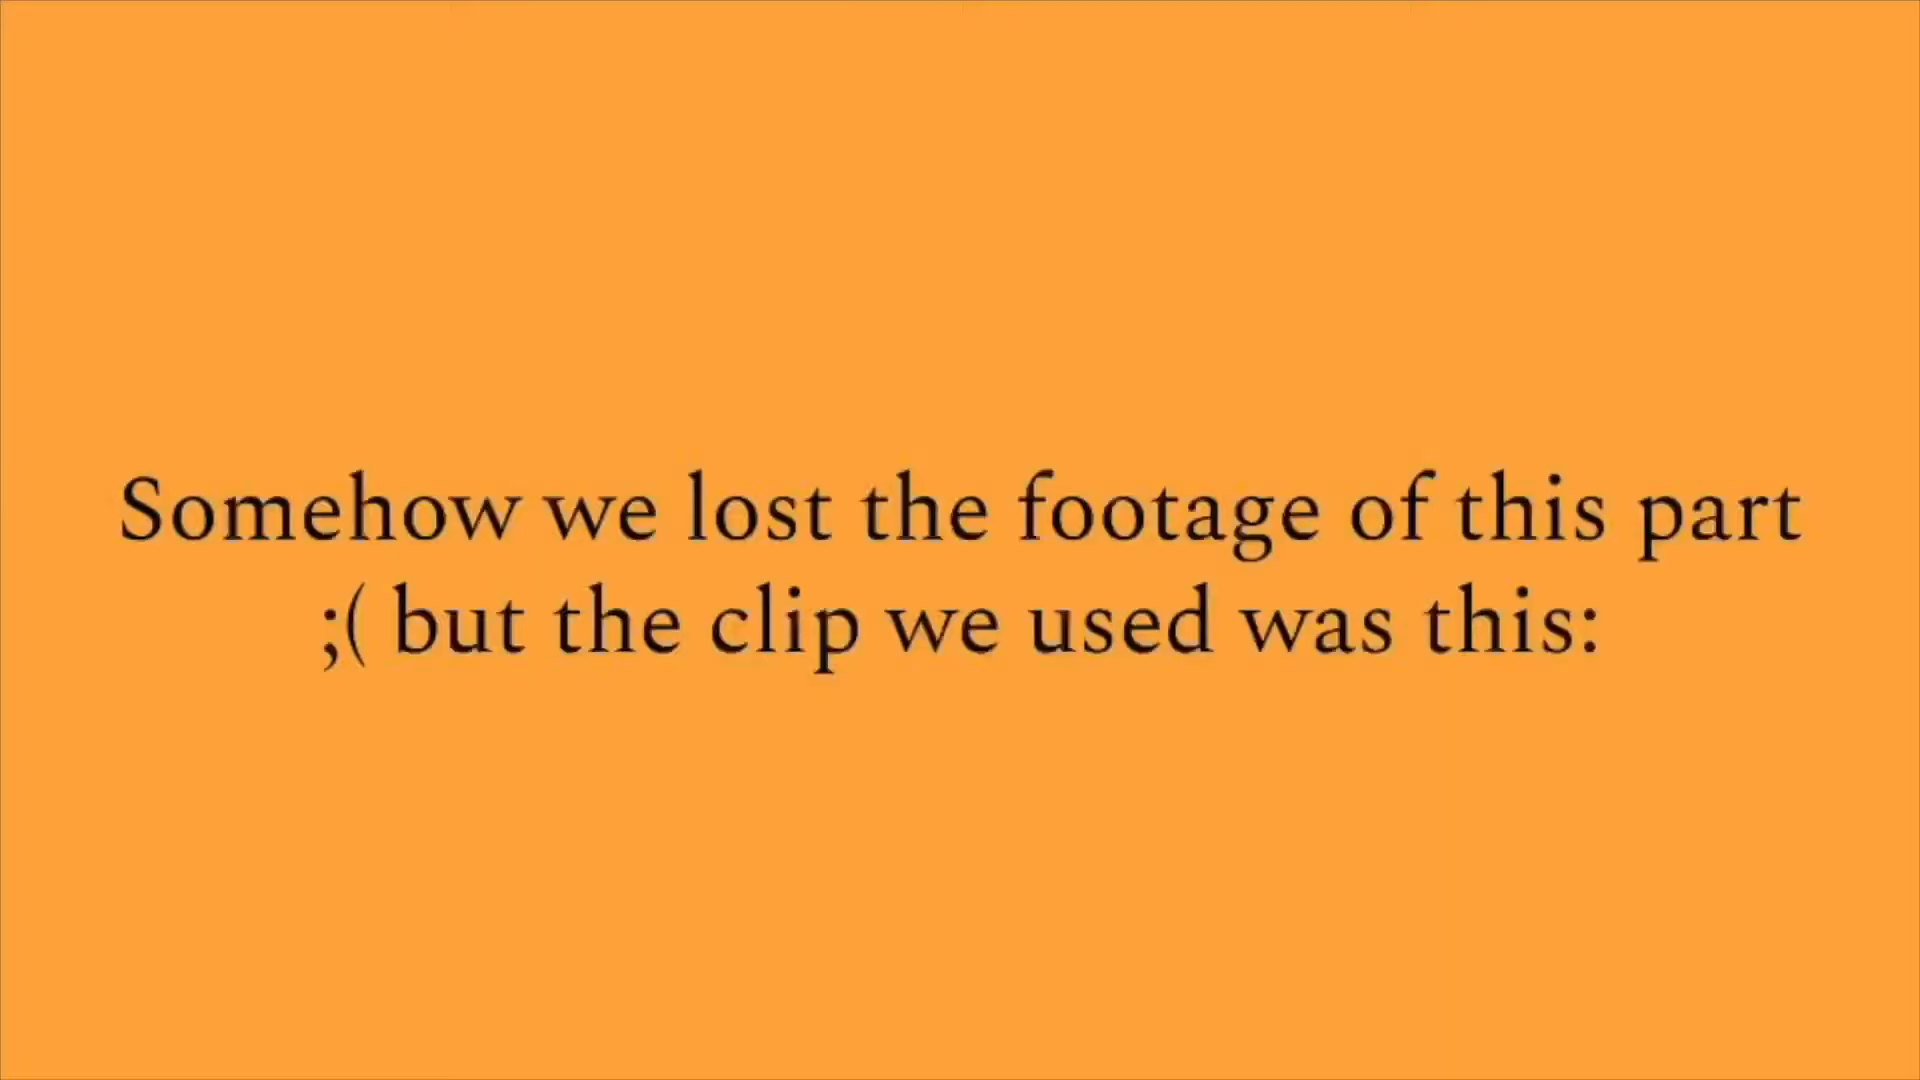 Somehow we lost the footage of this part
;( but the clip we used was this: